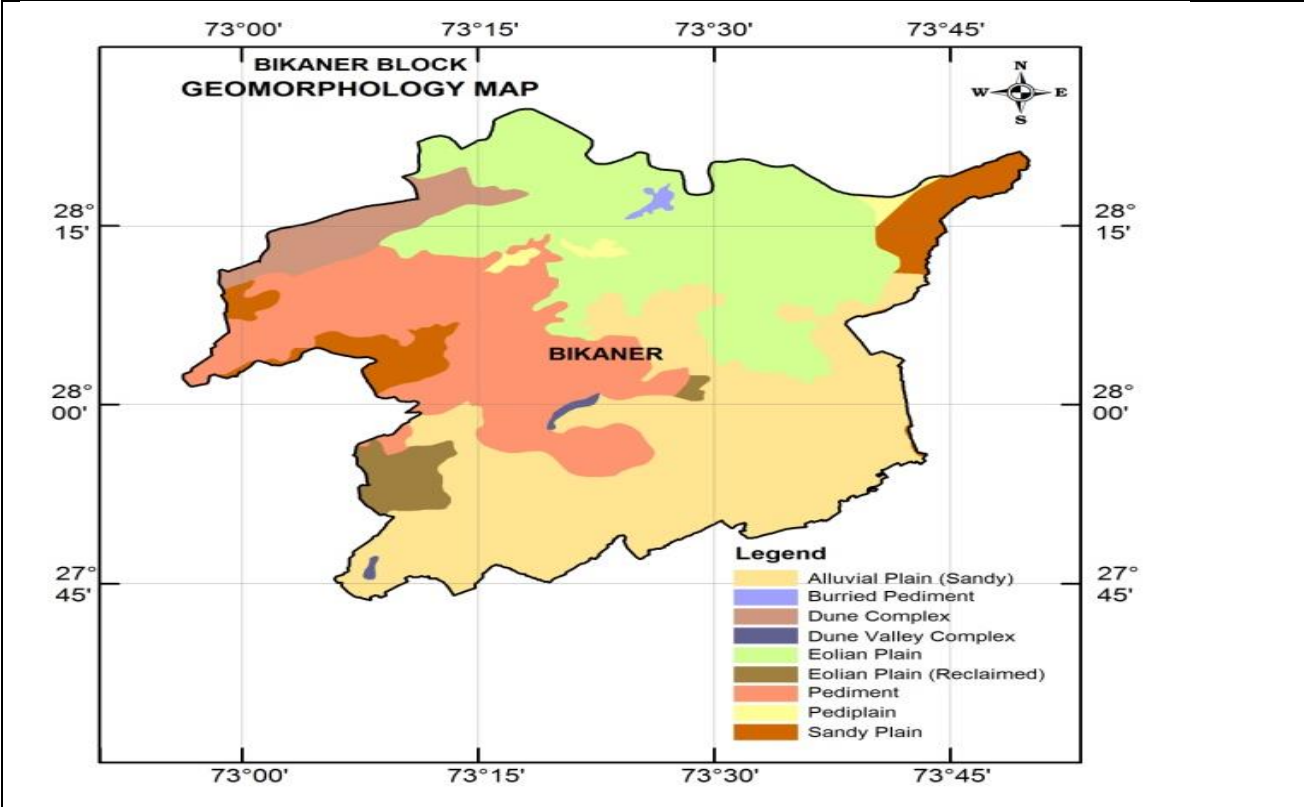 73°00' 73°15' 73°30' 73°45'
BIKANER BLOCK
GEOMORPHOLOGY MAP
N
W E
S
28° 28°
15' 15'
BIKANER
28° 28°
00' 00'
Legend
27° 27°
45' 45'
Alluvial Plain (Sandy)
Burried Pediment
Dune Complex
Dune Valley Complex
Eolian Plain
Eolian Plain (Reclaimed)
Pediment
Pediplain
Sandy Plain
73°00' 73°15' 73°30' 73°45'